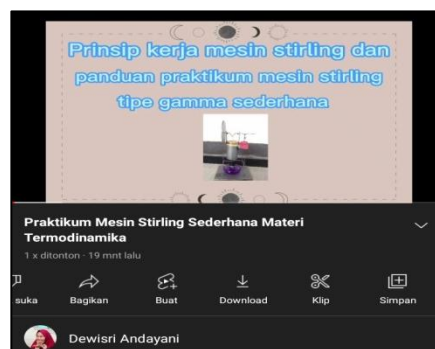 Prinsip kerja mesin stirling dan
panduan praktikum mesin stirling
tipe gamma sederhana
Praktikum Mesin Stirling Sederhana Materi
Termodinamika
1 x ditonton · 19 mnt lalu
suka
Bagikan
Buat
Download
Klip
Simpan
Dewisri Andayani